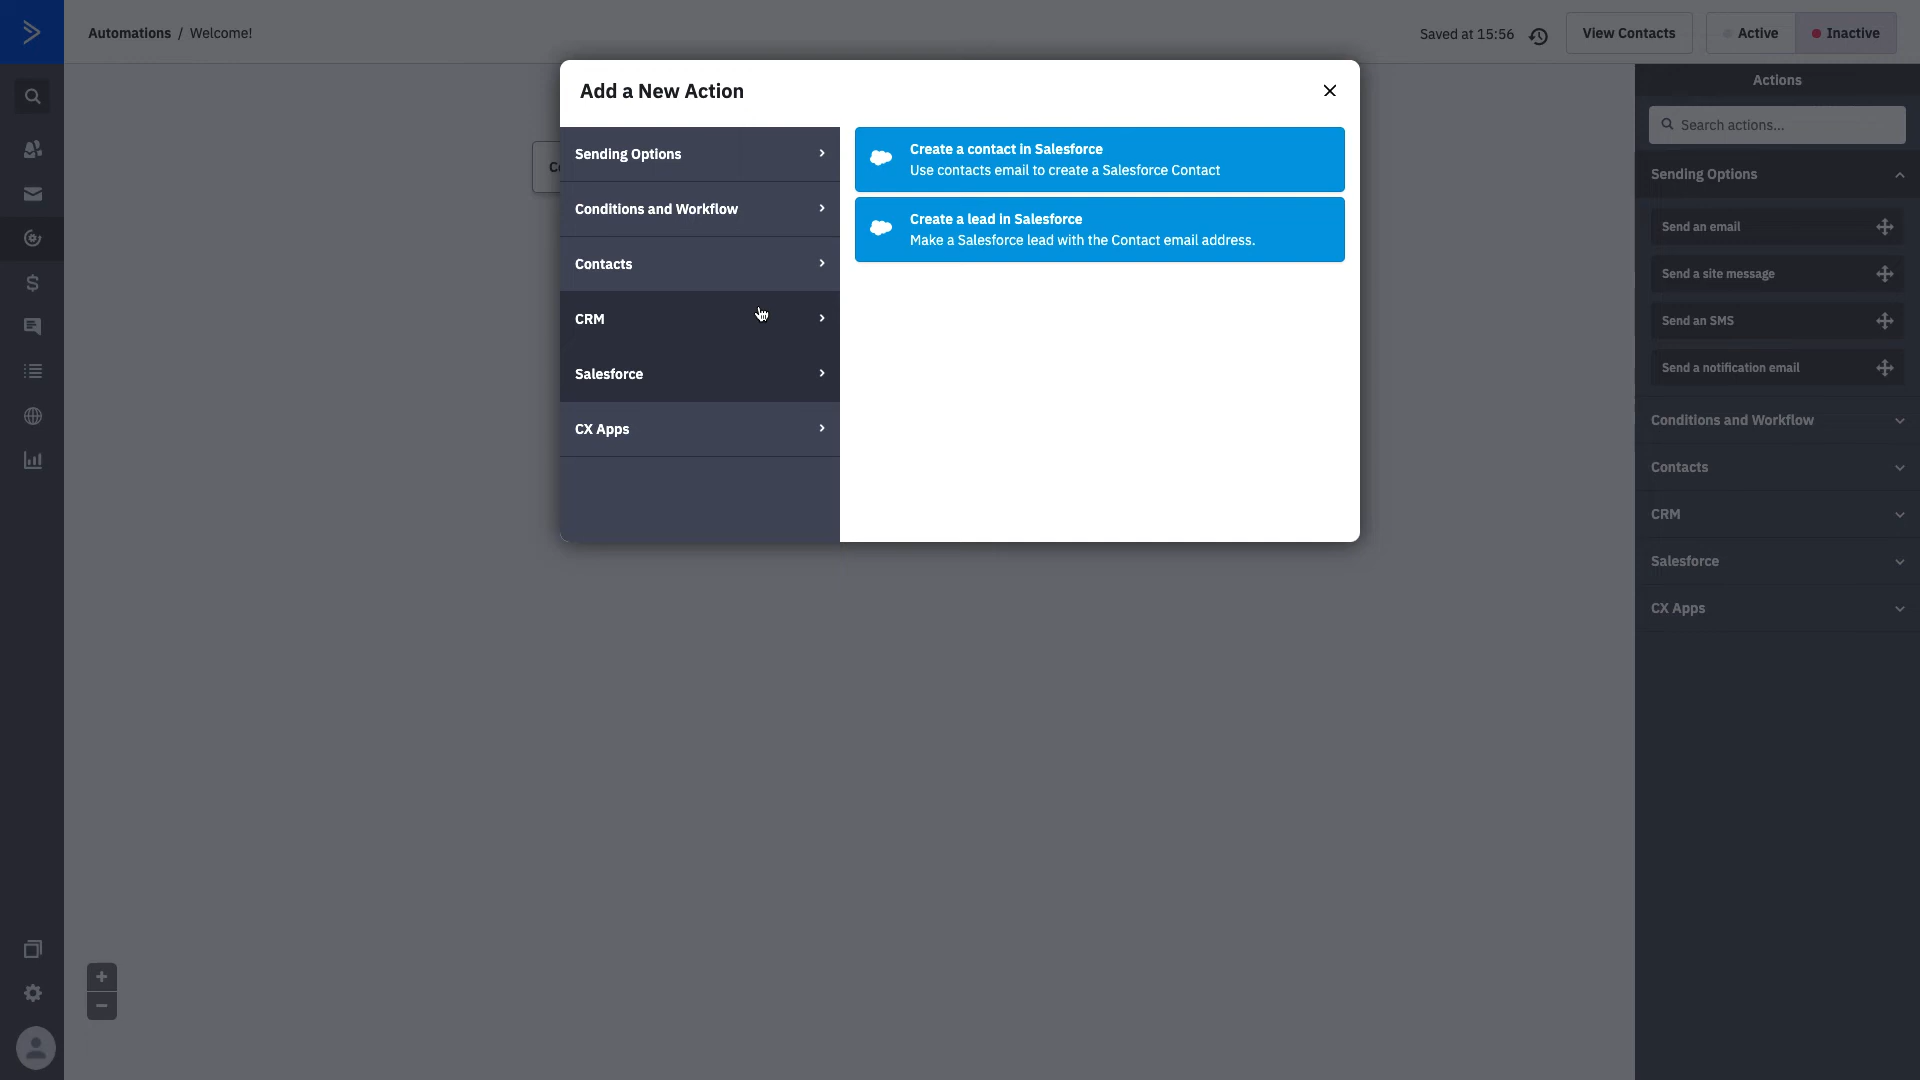 Automations / Welcome!
Saved at 15:56
View Contacts
Active
Inactive
Add a New Action
Sending Options
Conditions and Workflow
Contacts
CRM
Salesforce
CX Apps
Create a contact in Salesforce
Use contacts email to create a Salesforce Contact
Create a lead in Salesforce
Make a Salesforce lead with the Contact email address.
Actions
Search actions...
Sending Options
Send an email
Send a site message
Send an SMS
Send a notification email
Conditions and Workflow
Contacts
CRM
Salesforce
CX Apps